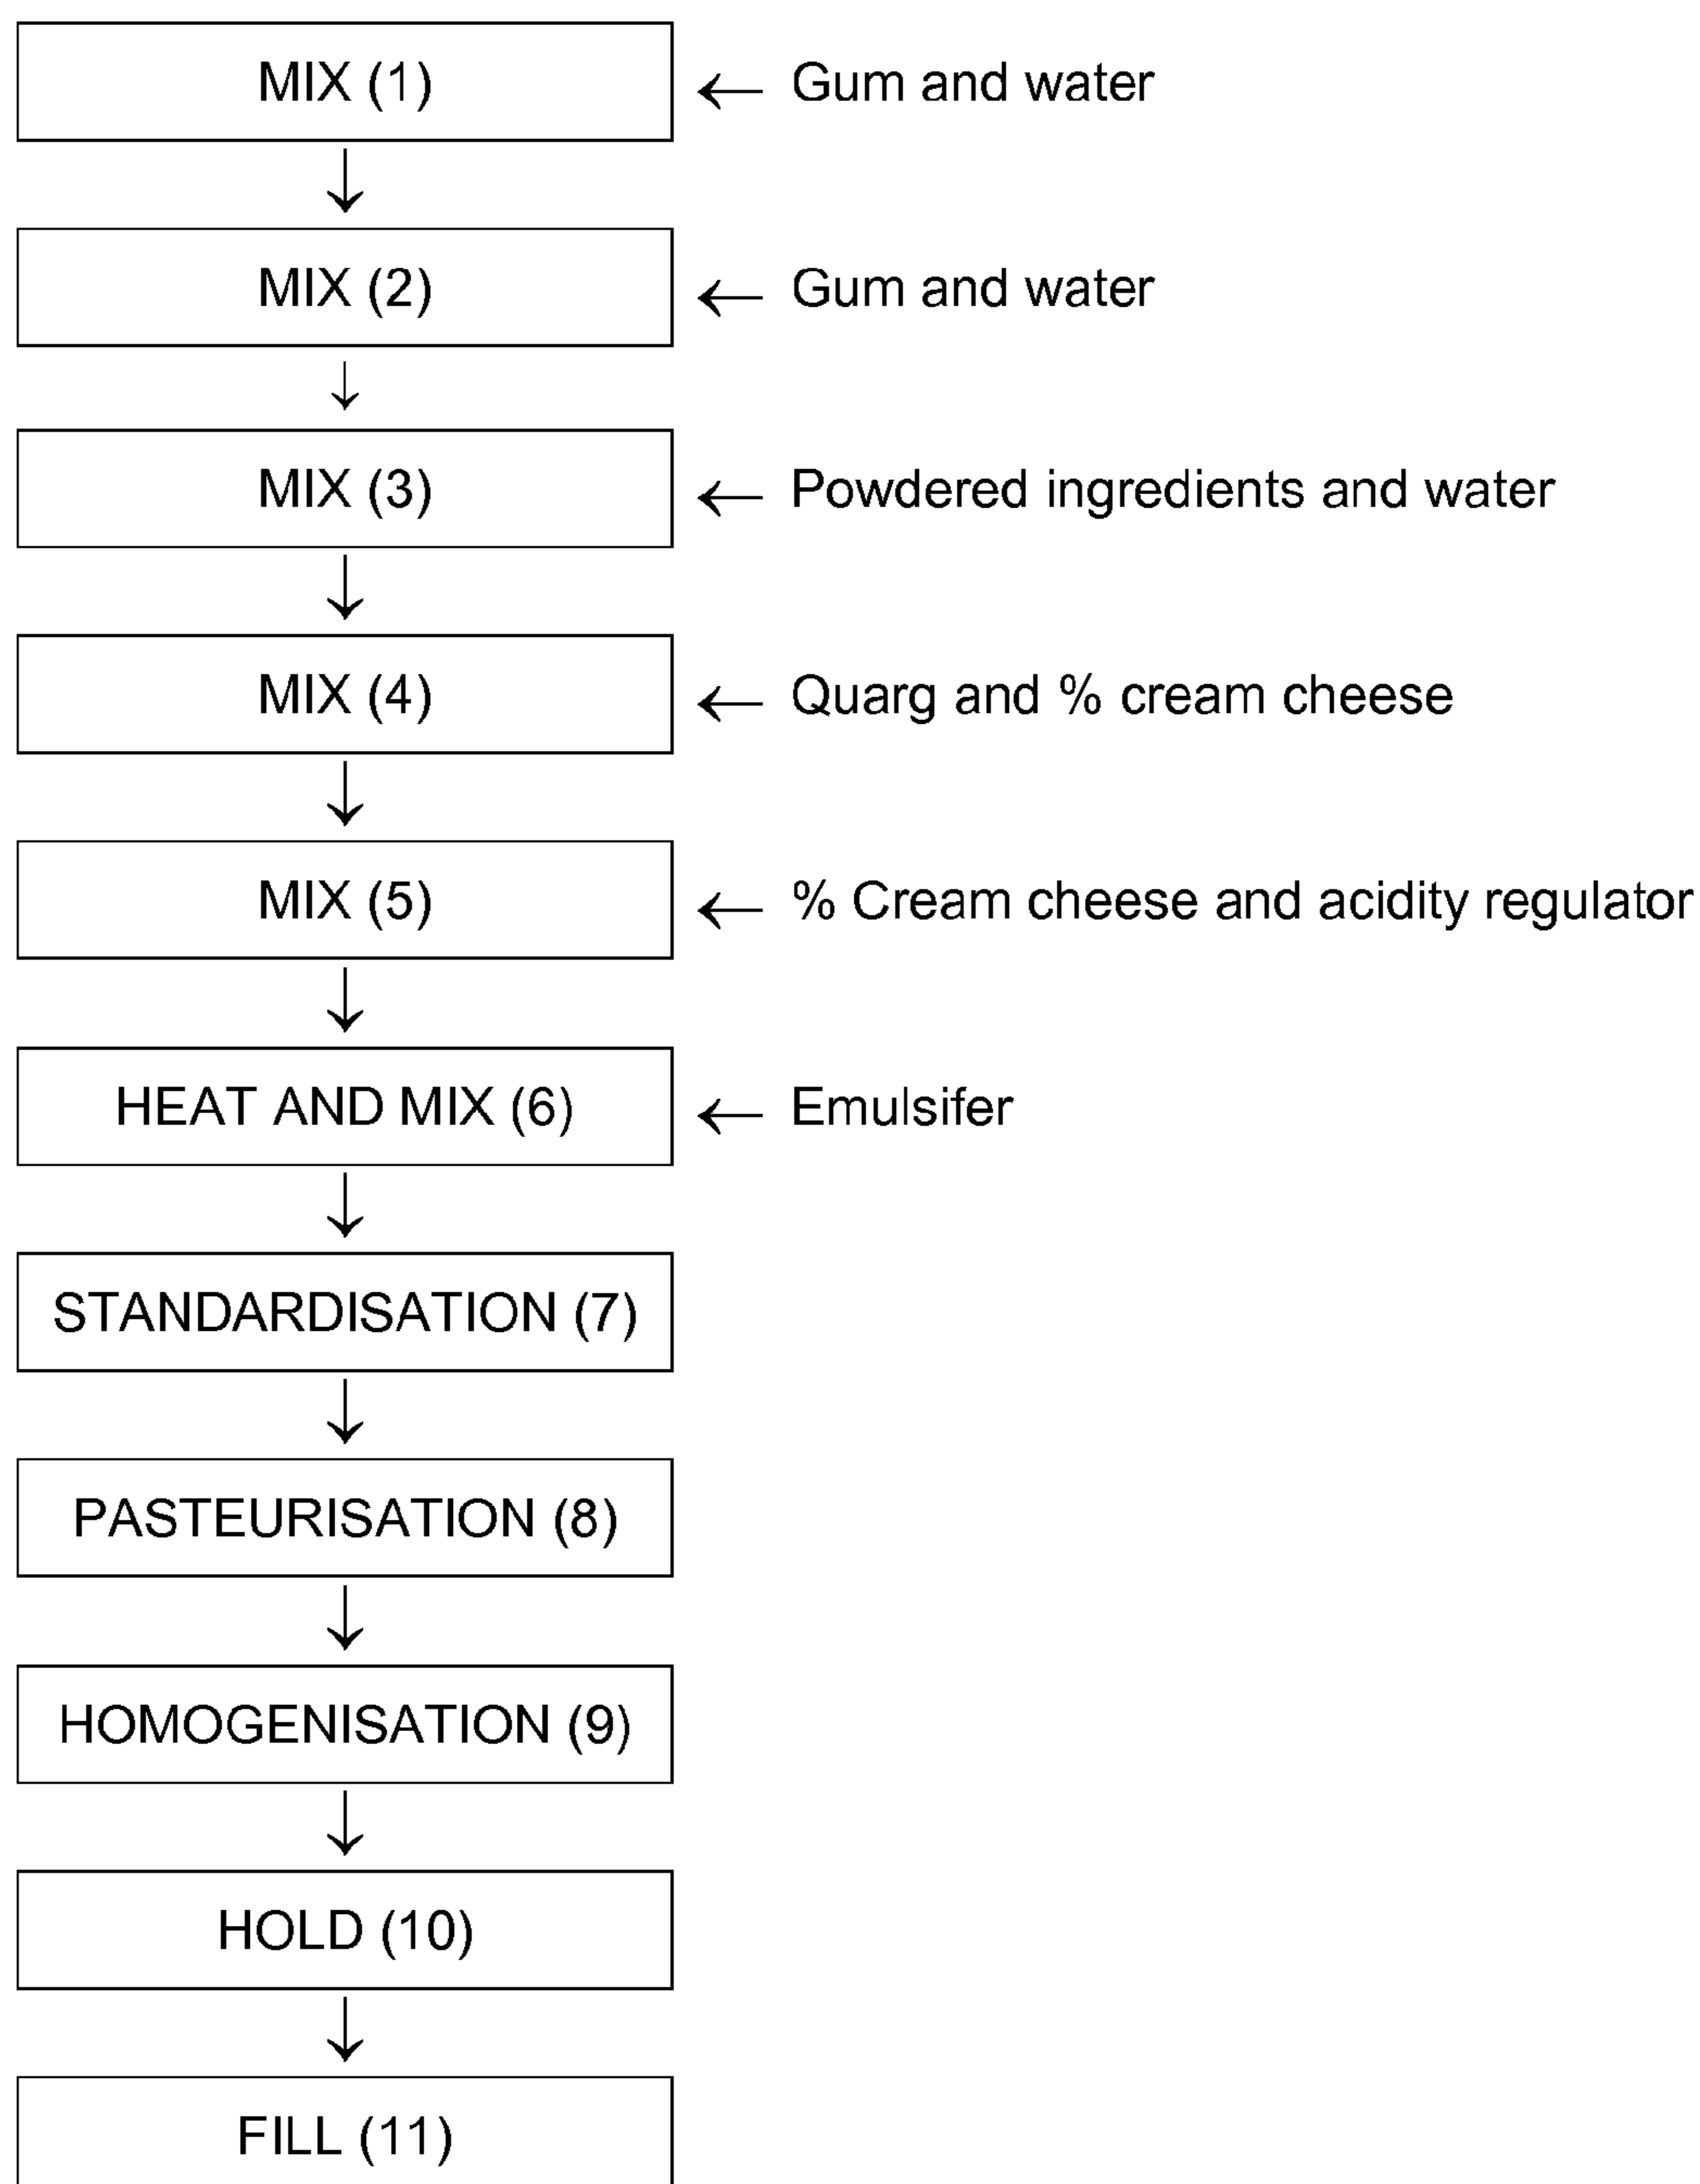 MIX (1) ← Gum and water
MIX (2) ← Gum and water
MIX (3) ← Powdered ingredients and water
MIX (4) ← Quarg and % cream cheese
MIX (5) ← % Cream cheese and acidity regulator
HEAT AND MIX (6) ← Emulsifer
STANDARDISATION (7)
PASTEURISATION (8)
HOMOGENISATION (9)
HOLD (10)
FILL (11)